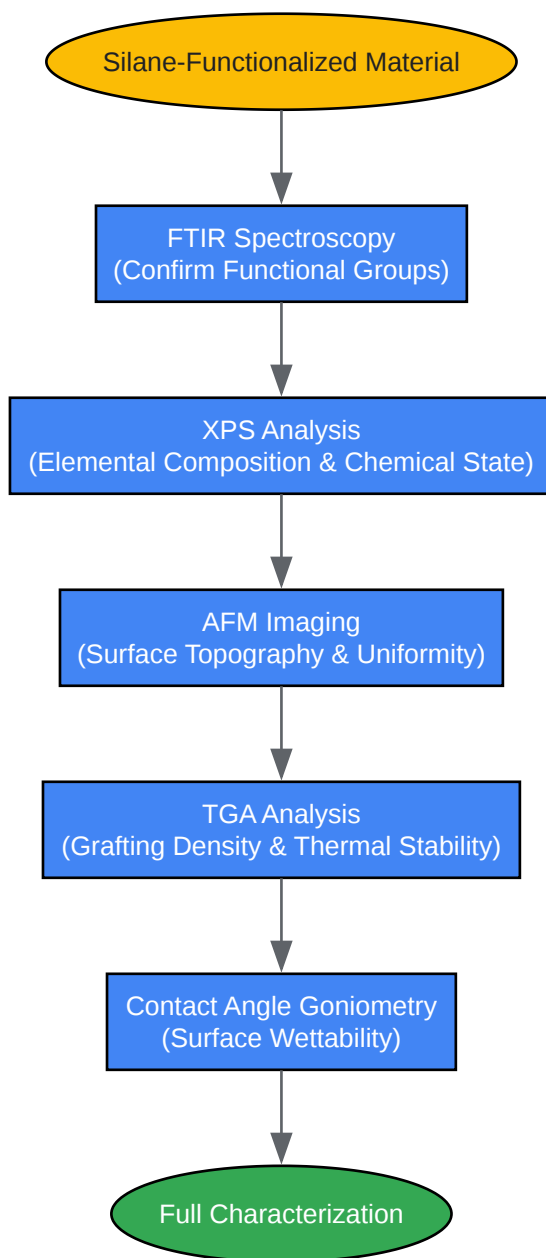 Silane-Functionalized Material
FTIR Spectroscopy
(Confirm Functional Groups)
XPS Analysis
(Elemental Composition & Chemical State)
AFM Imaging
(Surface Topography & Uniformity)
TGA Analysis
(Grafting Density & Thermal Stability)
Contact Angle Goniometry
(Surface Wettability)
Full Characterization